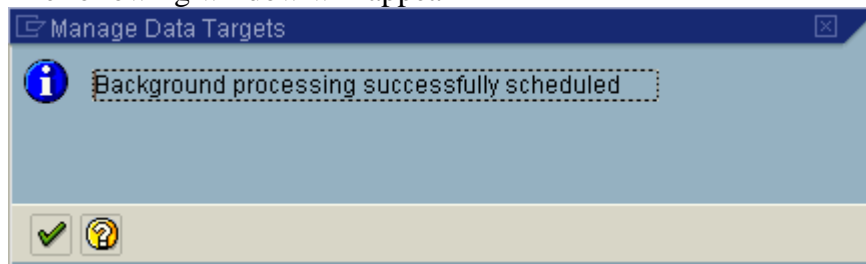 Manage Data Targets
Background processing successfully scheduled